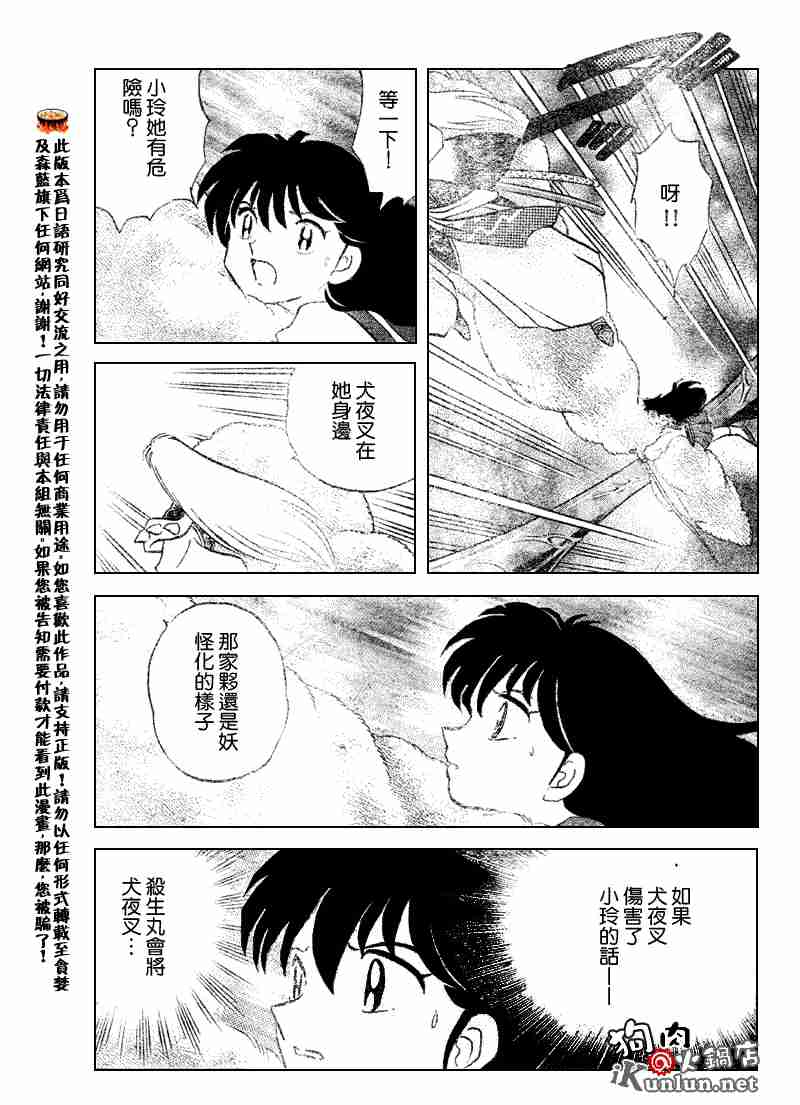 呀!!
等一下!
小玲她有危
險嗎?
犬夜叉在
她身邊
那家夥還是妖
怪化的樣子
如果
犬夜叉
傷害了
小玲的話——
殺生丸會將
犬夜叉…
此版本爲日語研究同好交流之用,請勿用于任何商業用途,如您喜歡此作品,請支持正版!請勿以任何形式轉載至貪婪
及森藍旗下任何網站,謝謝!一切法律責任與本組無關。如果您被告知需要付款才能看到此漫畫,那麽,您被騙了!
狗肉
火鍋店
iKunlun.net